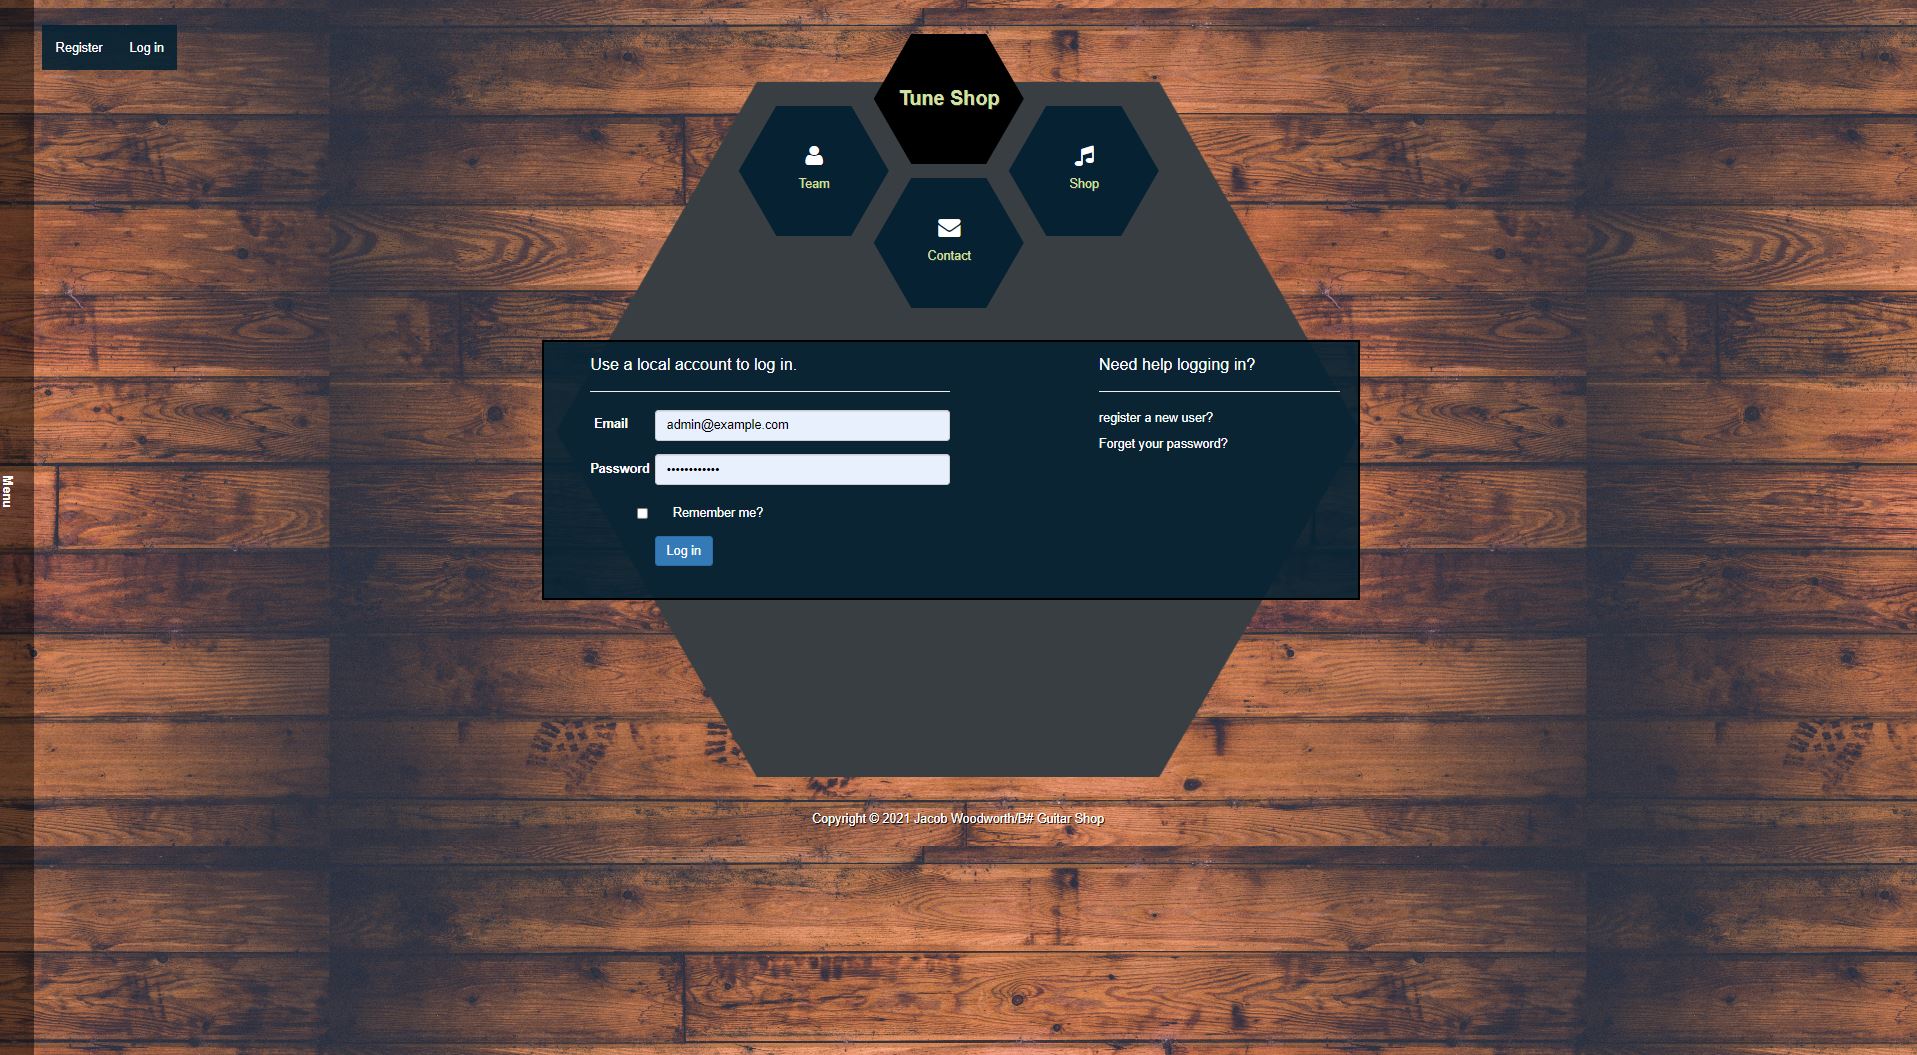 Register Log in
Tune Shop
Team
Shop
Contact
Menu
Use a local account to log in.
Email admin@example.com
Password ••••••••••••
Remember me?
Log in
Need help logging in?
register a new user?
Forget your password?
Copyright © 2021 Jacob Woodworth/B# Guitar Shop